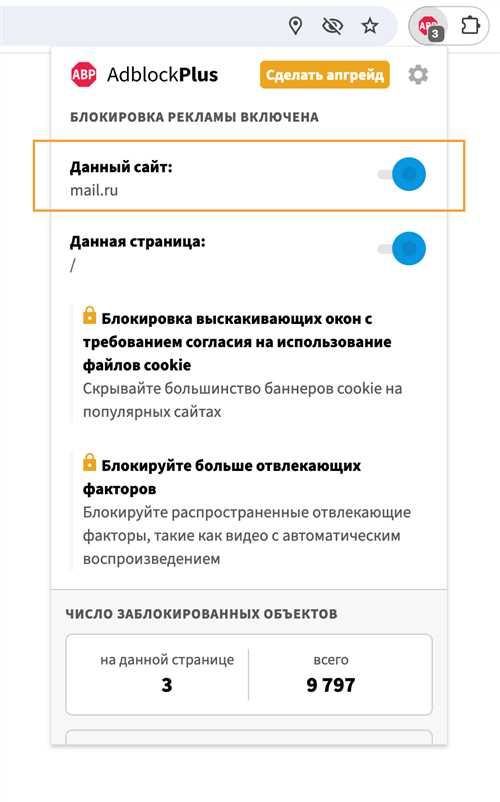 ABP
3
ABP AdblockPlus Сделать апгрейд
БЛОКИРОВКА РЕКЛАМЫ ВКЛЮЧЕНА
Данный сайт:
mail.ru
Данная страница:
/
Блокировка выскакивающих окон с
требованием согласия на использование
файлов cookie
Скрывайте большинство баннеров cookie на
популярных сайтах
Блокируйте больше отвлекающих
факторов
Блокируйте распространенные отвлекающие
факторы, такие как видео с автоматическим
воспроизведением
ЧИСЛО ЗАБЛОКИРОВАННЫХ ОБЪЕКТОВ
на данной странице всего
3 9 797